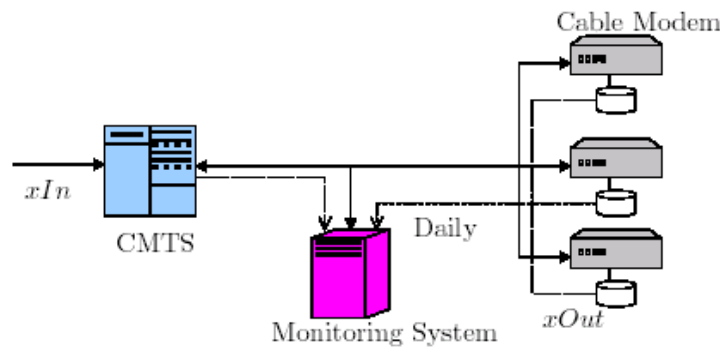 Cable Modem
xIn
CMTS
Daily
Monitoring System
xOut